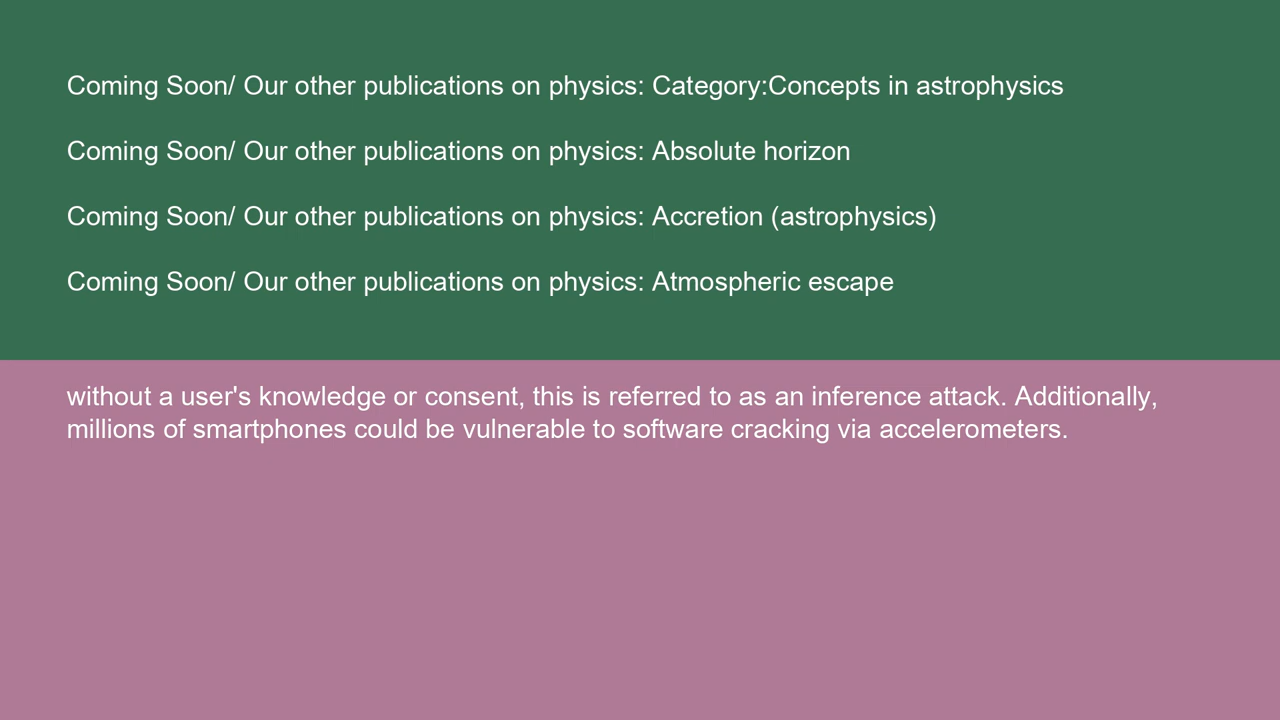 Coming Soon/ Our other publications on physics: Category:Concepts in astrophysics
Coming Soon/ Our other publications on physics: Absolute horizon
Coming Soon/ Our other publications on physics: Accretion (astrophysics)
Coming Soon/ Our other publications on physics: Atmospheric escape
without a user's knowledge or consent, this is referred to as an inference attack. Additionally,
millions of smartphones could be vulnerable to software cracking via accelerometers.